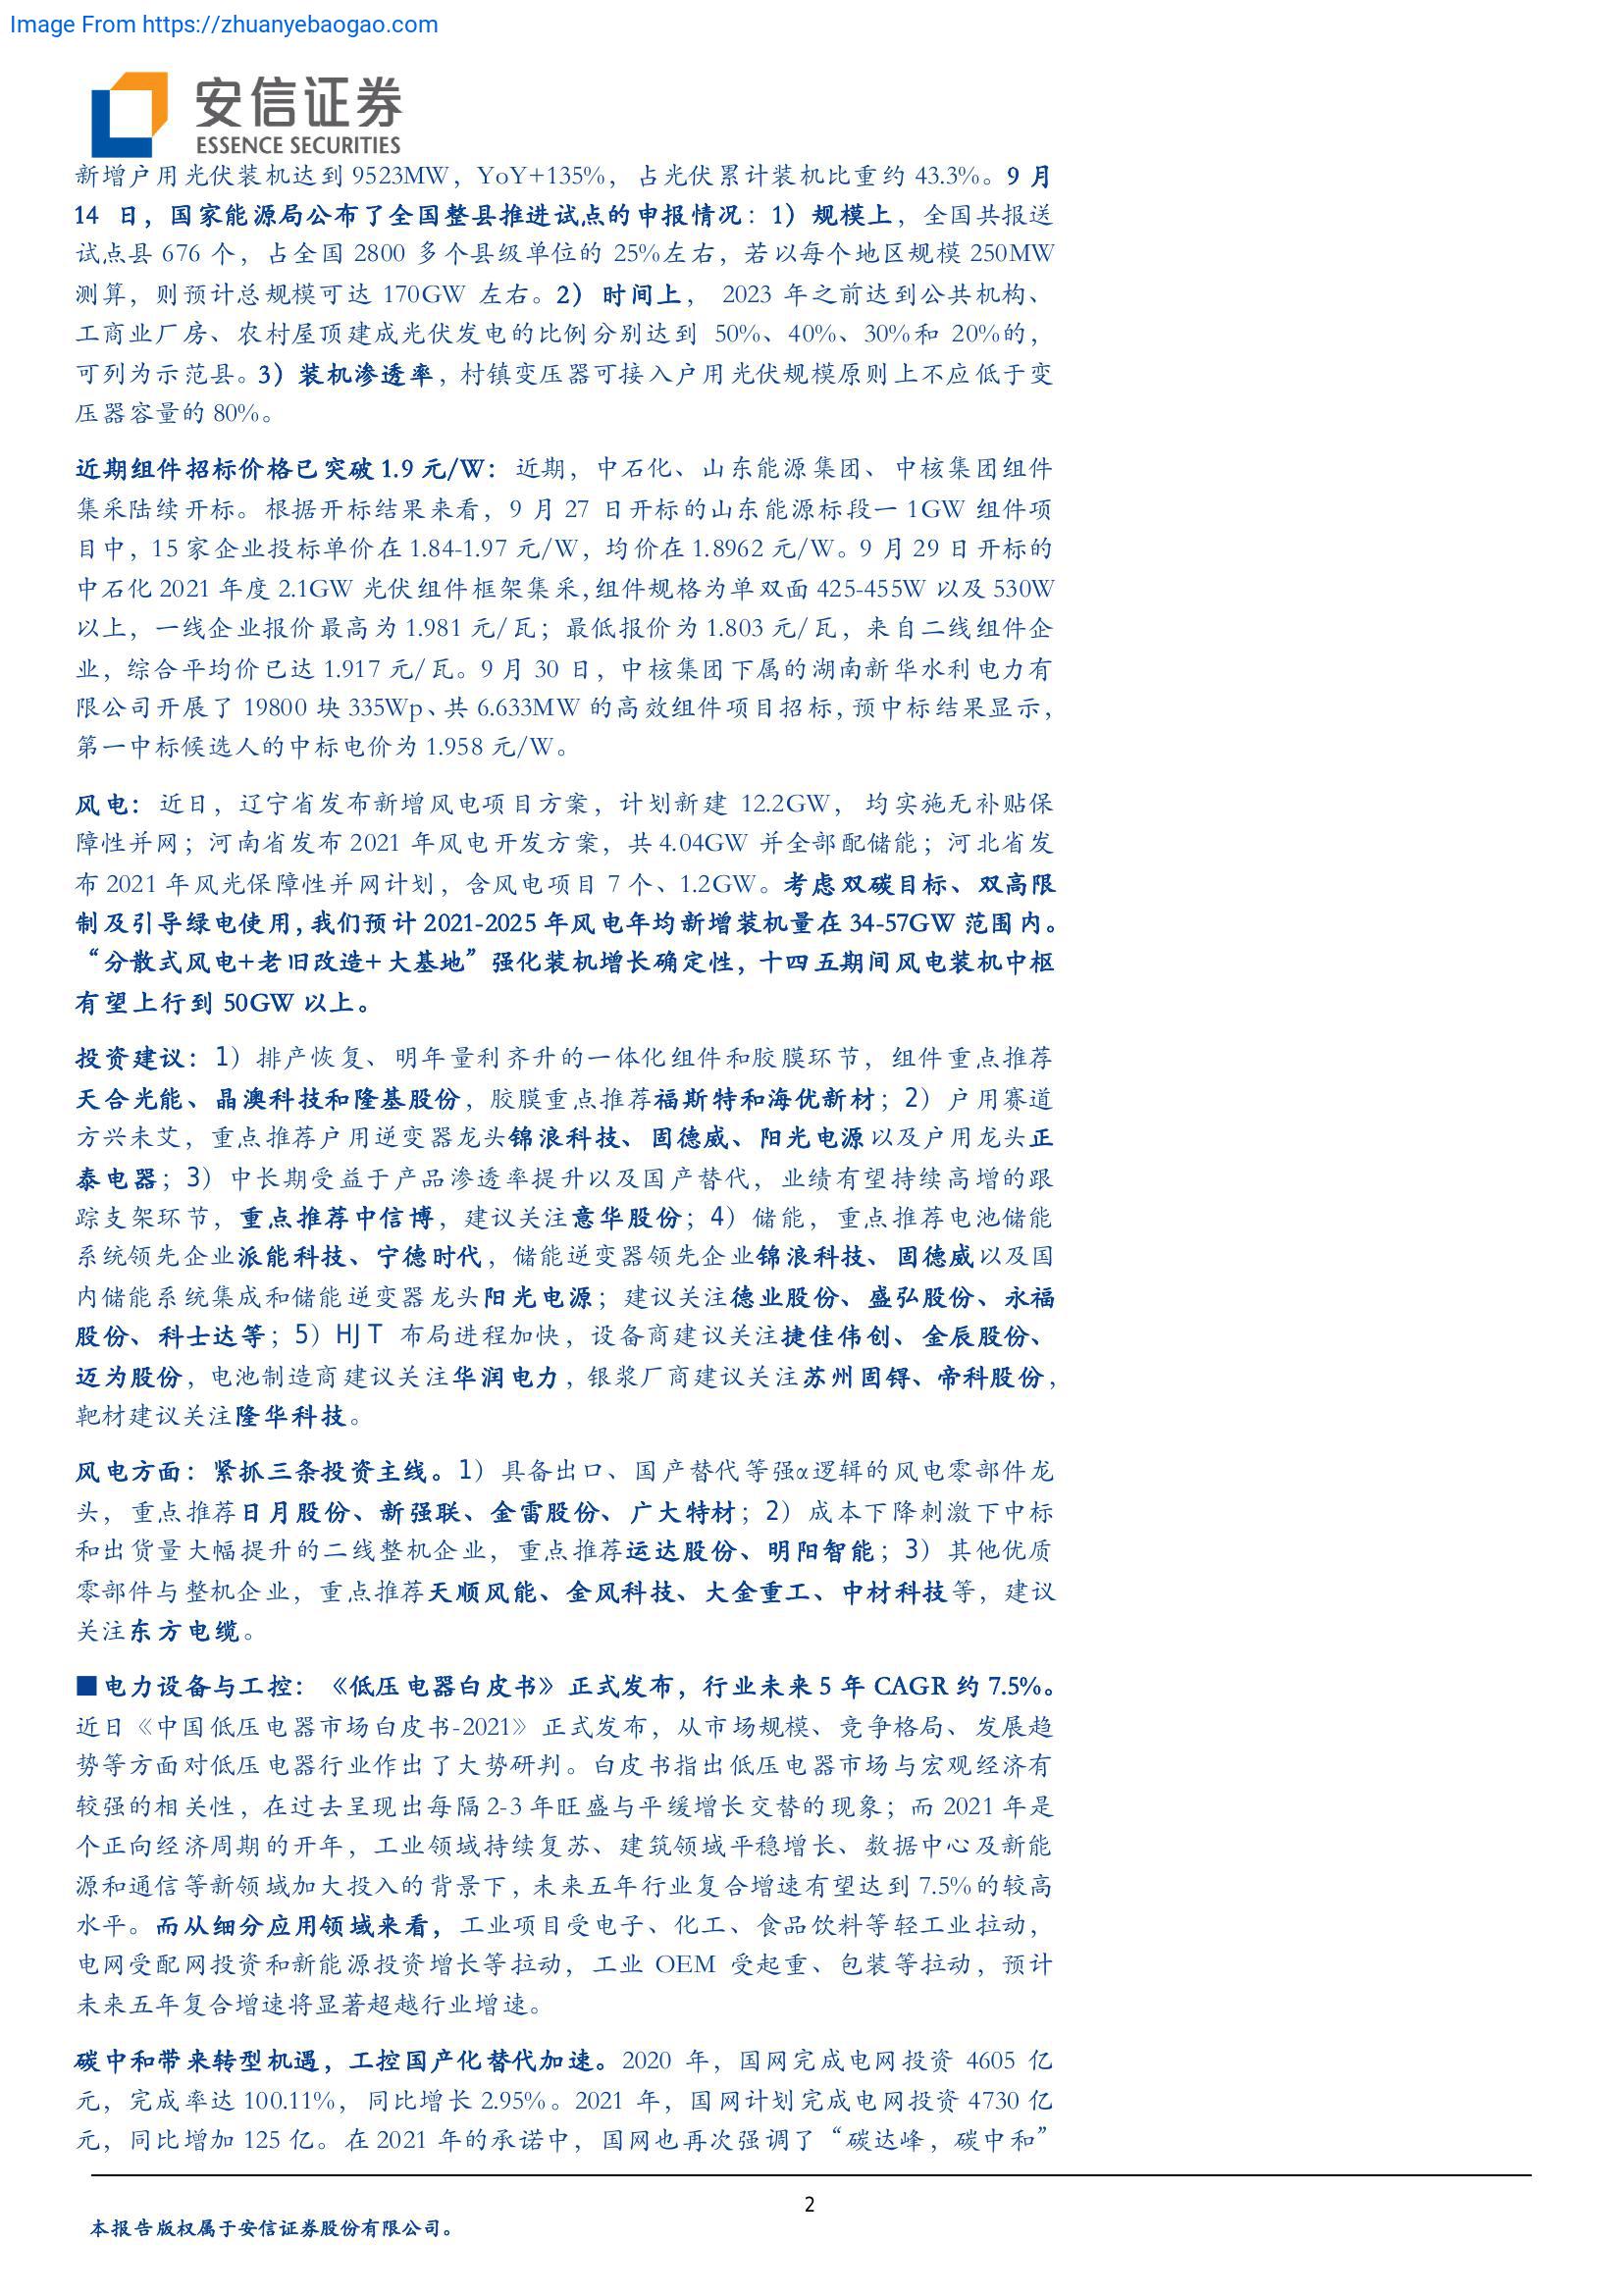 Image From https://zhuanyebaogao.com
安信证券
ESSENCE SECURITIES
新增户用光伏装机达到 9523MW，YoY+135%，占光伏累计装机比重约 43.3%。9 月
14 日，国家能源局公布了全国整县推进试点的申报情况：1）规模上，全国共报送
试点县 676 个，占全国 2800 多个县级单位的 25%左右，若以每个地区规模 250MW
测算，则预计总规模可达 170GW 左右。2）时间上， 2023 年之前达到公共机构、
工商业厂房、农村屋顶建成光伏发电的比例分别达到 50%、40%、30%和 20%的，
可列为示范县。3）装机渗透率，村镇变压器可接入户用光伏规模原则上不应低于变
压器容量的 80%。
近期组件招标价格已突破 1.9 元/W：近期，中石化、山东能源集团、中核集团组件
集采陆续开标。根据开标结果来看，9 月 27 日开标的山东能源标段一 1GW 组件项
目中，15 家企业投标单价在 1.84-1.97 元/W，均价在 1.8962 元/W。9 月 29 日开标的
中石化 2021 年度 2.1GW 光伏组件框架集采，组件规格为单双面 425-455W 以及 530W
以上，一线企业报价最高为 1.981 元/瓦；最低报价为 1.803 元/瓦，来自二线组件企
业，综合平均价已达 1.917 元/瓦。9 月 30 日，中核集团下属的湖南新华水利电力有
限公司开展了 19800 块 335Wp、共 6.633MW 的高效组件项目招标，预中标结果显示，
第一中标候选人的中标电价为 1.958 元/W。
风电：近日，辽宁省发布新增风电项目方案，计划新建 12.2GW， 均实施无补贴保
障性并网；河南省发布 2021 年风电开发方案，共 4.04GW 并全部配储能；河北省发
布 2021 年风光保障性并网计划，含风电项目 7 个、1.2GW。考虑双碳目标、双高限
制及引导绿电使用，我们预计 2021-2025 年风电年均新增装机量在 34-57GW 范围内。
“分散式风电+老旧改造+大基地”强化装机增长确定性，十四五期间风电装机中枢
有望上行到 50GW 以上。
投资建议：1）排产恢复、明年量利齐升的一体化组件和胶膜环节，组件重点推荐
天合光能、晶澳科技和隆基股份，胶膜重点推荐福斯特和海优新材；2）户用赛道
方兴未艾，重点推荐户用逆变器龙头锦浪科技、固德威、阳光电源以及户用龙头正
泰电器；3）中长期受益于产品渗透率提升以及国产替代，业绩有望持续高增的跟
踪支架环节，重点推荐中信博，建议关注意华股份；4）储能，重点推荐电池储能
系统领先企业派能科技、宁德时代，储能逆变器领先企业锦浪科技、固德威以及国
内储能系统集成和储能逆变器龙头阳光电源；建议关注德业股份、盛弘股份、永福
股份、科士达等；5）HJT 布局进程加快，设备商建议关注捷佳伟创、金辰股份、
迈为股份，电池制造商建议关注华润电力，银浆厂商建议关注苏州固锝、帝科股份，
靶材建议关注隆华科技。
风电方面：紧抓三条投资主线。1）具备出口、国产替代等强α逻辑的风电零部件龙
头，重点推荐日月股份、新强联、金雷股份、广大特材；2）成本下降刺激下中标
和出货量大幅提升的二线整机企业，重点推荐运达股份、明阳智能；3）其他优质
零部件与整机企业，重点推荐天顺风能、金风科技、大金重工、中材科技等，建议
关注东方电缆。
■电力设备与工控：《低压电器白皮书》正式发布，行业未来 5 年 CAGR 约 7.5%。
近日《中国低压电器市场白皮书-2021》正式发布，从市场规模、竞争格局、发展趋
势等方面对低压电器行业作出了大势研判。白皮书指出低压电器市场与宏观经济有
较强的相关性，在过去呈现出每隔 2-3 年旺盛与平缓增长交替的现象；而 2021 年是
个正向经济周期的开年，工业领域持续复苏、建筑领域平稳增长、数据中心及新能
源和通信等新领域加大投入的背景下，未来五年行业复合增速有望达到 7.5%的较高
水平。而从细分应用领域来看，工业项目受电子、化工、食品饮料等轻工业拉动，
电网受配网投资和新能源投资增长等拉动，工业 OEM 受起重、包装等拉动，预计
未来五年复合增速将显著超越行业增速。
碳中和带来转型机遇，工控国产化替代加速。2020 年，国网完成电网投资 4605 亿
元，完成率达 100.11%，同比增长 2.95%。2021 年，国网计划完成电网投资 4730 亿
元，同比增加 125 亿。在 2021 年的承诺中，国网也再次强调了“碳达峰，碳中和”
2
本报告版权属于安信证券股份有限公司。